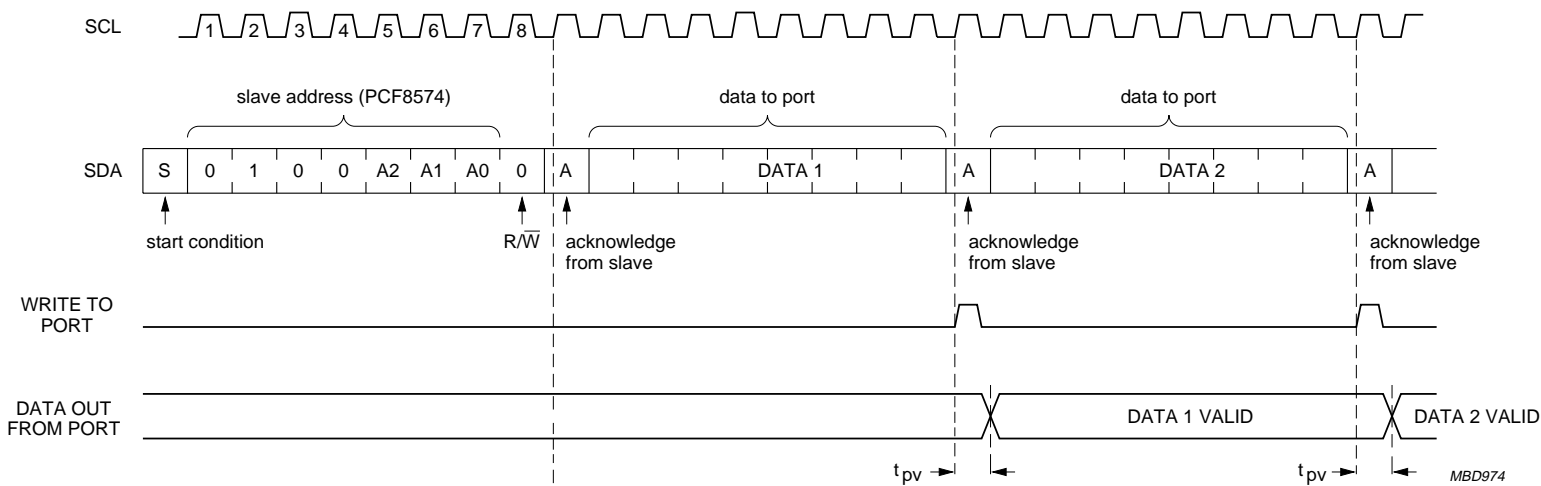 SCL 1 2 3 4 5 6 7 8
slave address (PCF8574) data to port data to port
SDA S 0 1 0 0 A2 A1 A0 0 A DATA 1 A DATA 2 A
start condition R/W̅ acknowledge from slave acknowledge from slave acknowledge from slave
WRITE TO
PORT
DATA OUT
FROM PORT
DATA 1 VALID DATA 2 VALID
tpv tpv MBD974